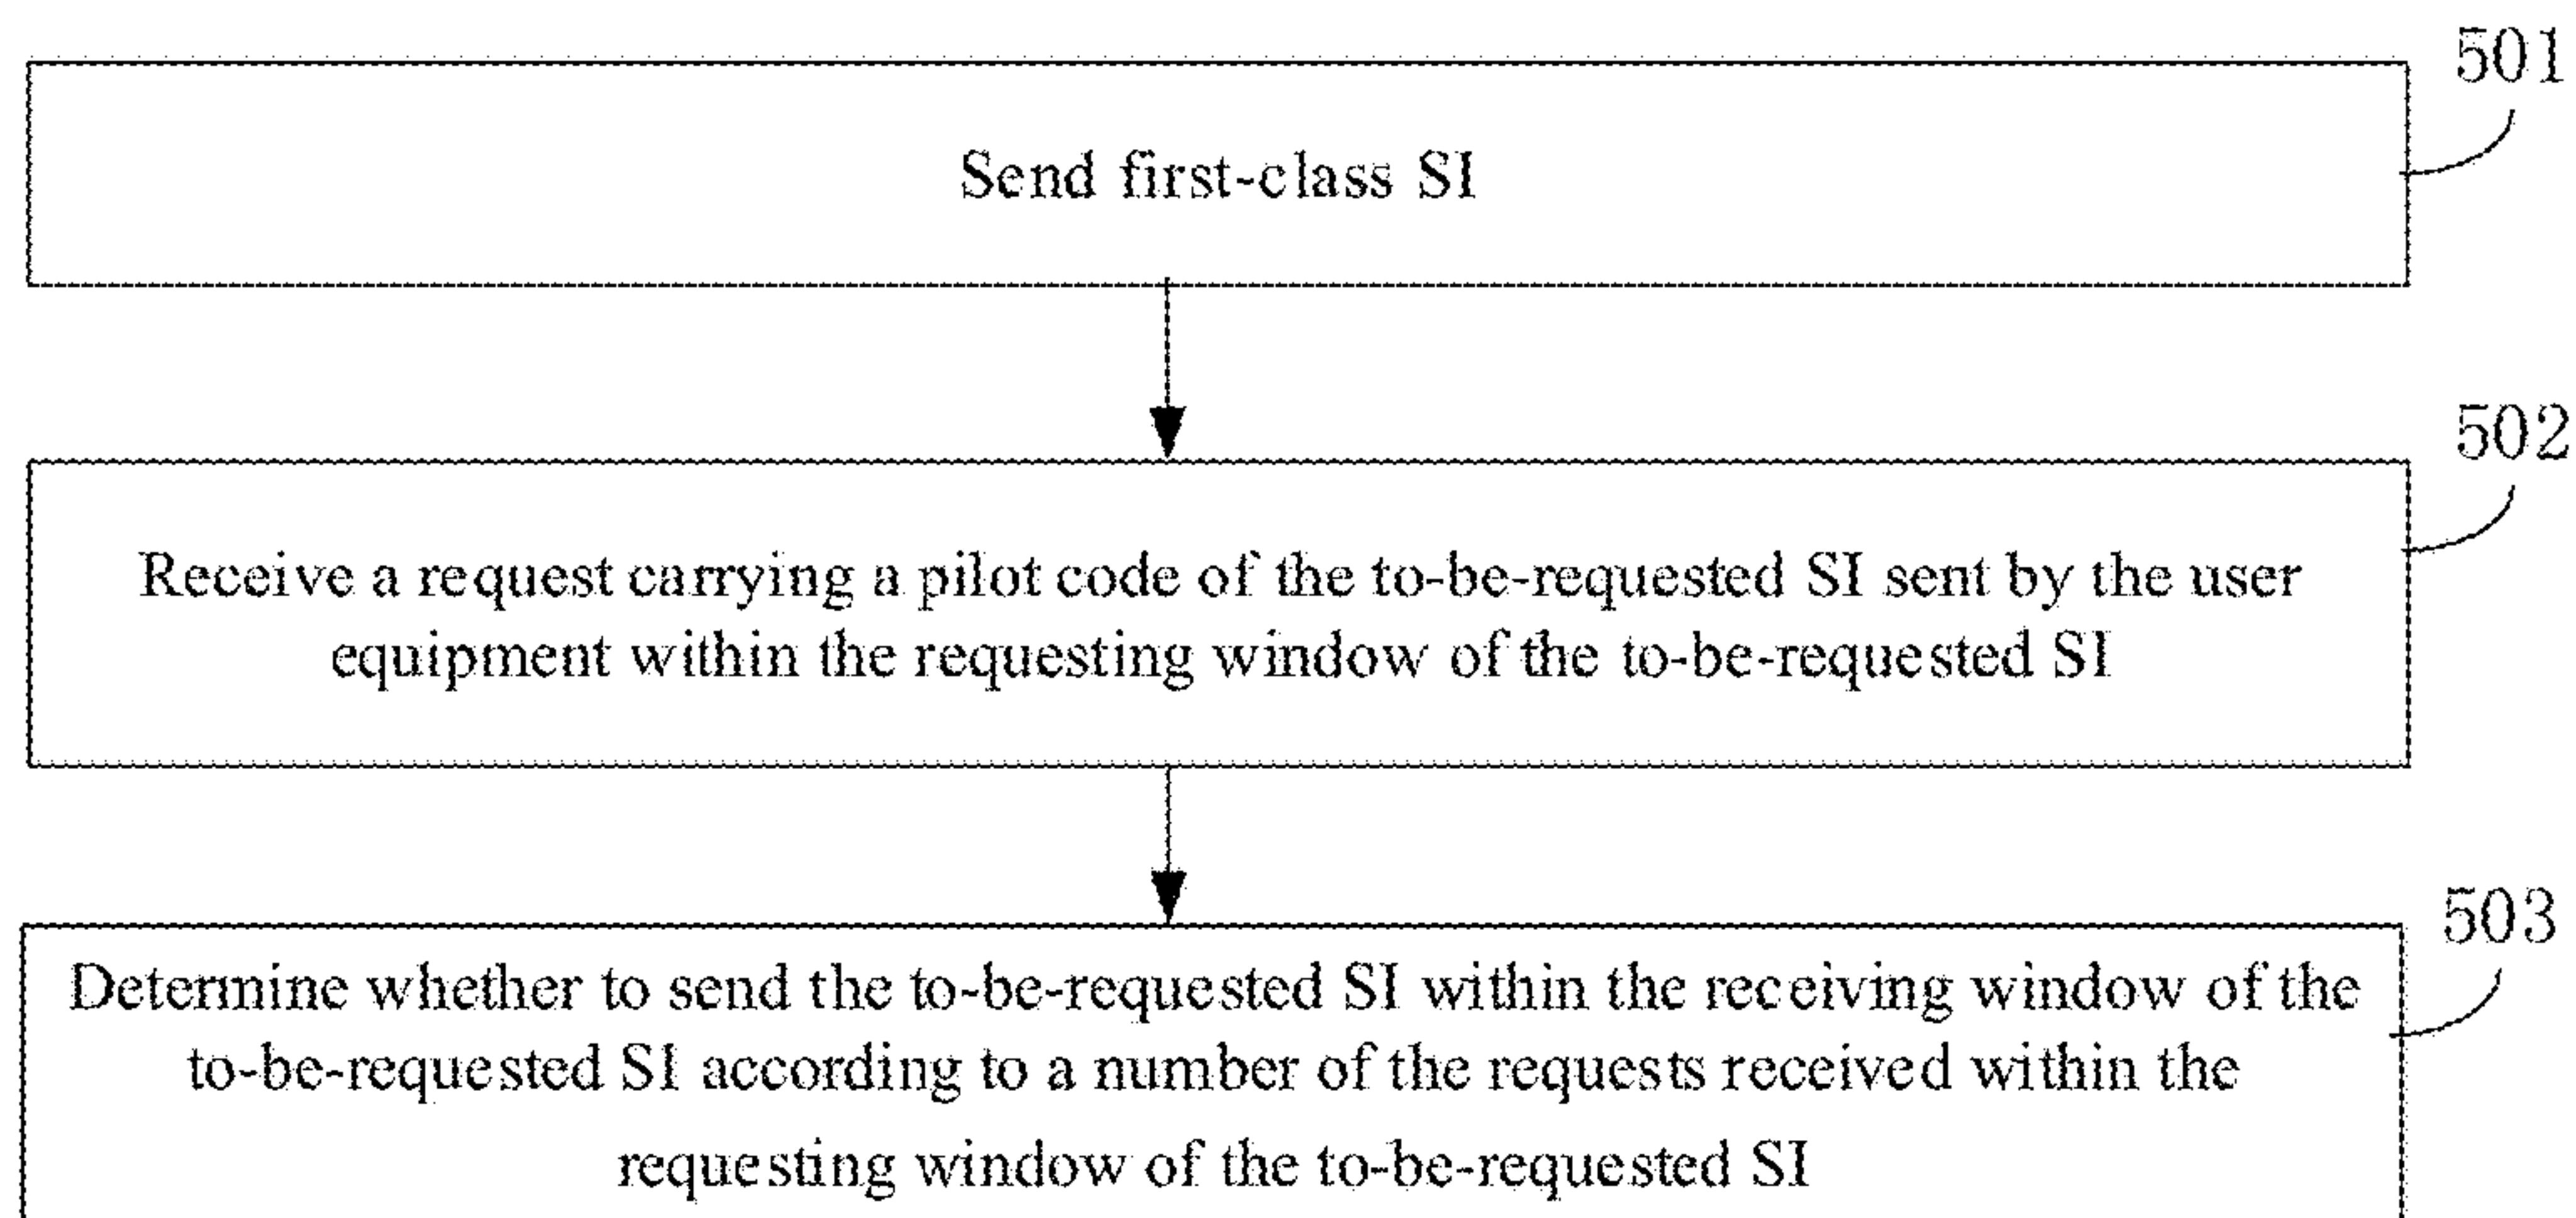 501
Send first-class SI
502
Receive a request carrying a pilot code of the to-be-requested SI sent by the user
equipment within the requesting window of the to-be-requested SI
503
Determine whether to send the to-be-requested SI within the receiving window of the
to-be-requested SI according to a number of the requests received within the
requesting window of the to-be-requested SI